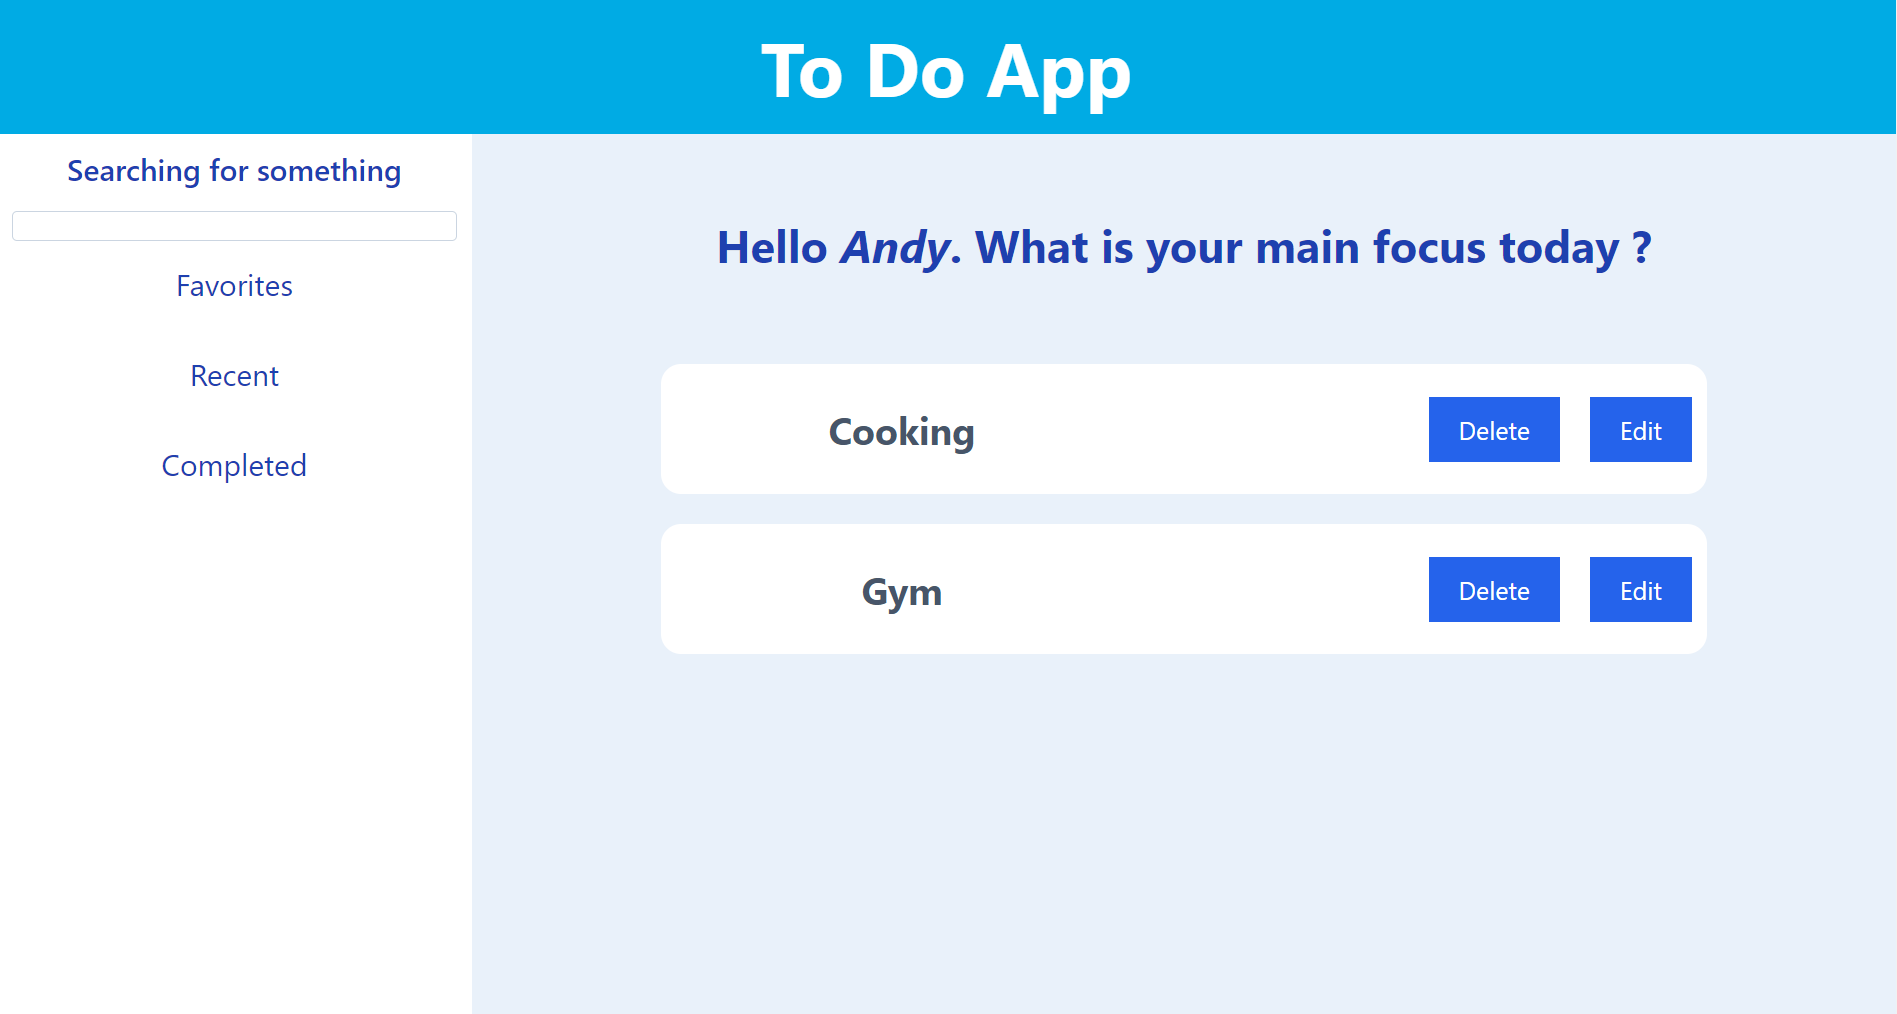 To Do App
Searching for something
Favorites
Recent
Completed
Hello Andy. What is your main focus today ?
Cooking
Delete
Edit
Gym
Delete
Edit